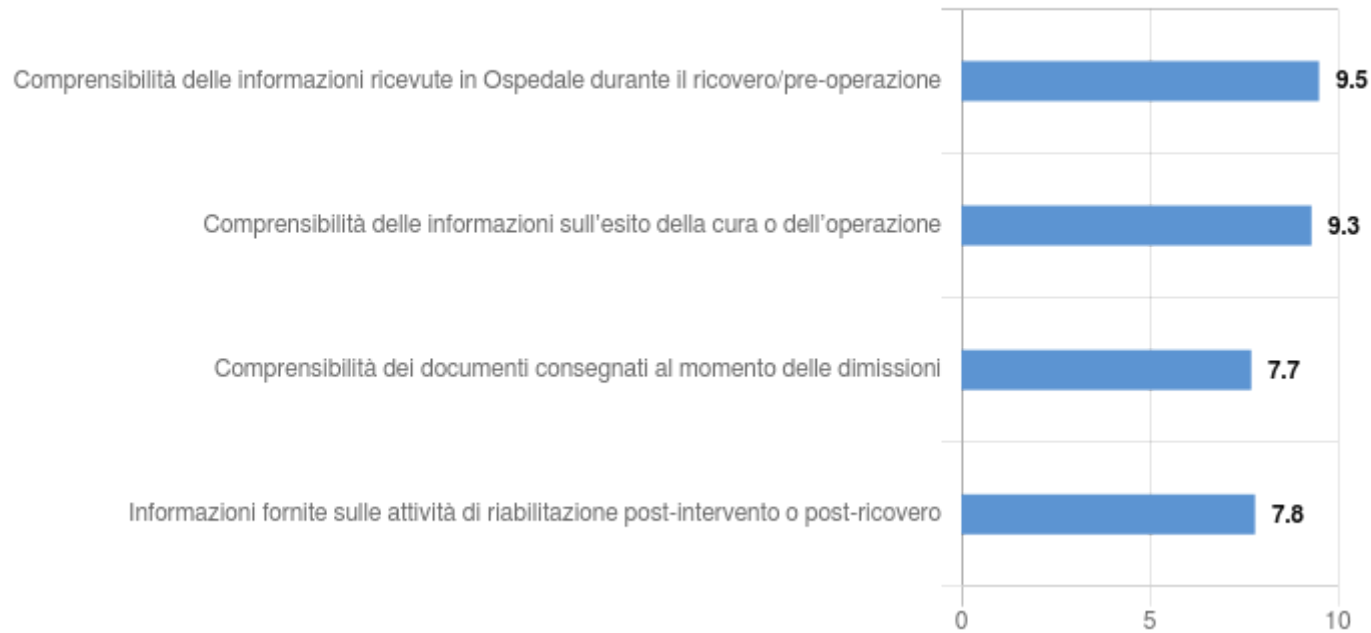 Comprensibilità delle informazioni ricevute in Ospedale durante il ricovero/pre-operazione 9.5
Comprensibilità delle informazioni sull'esito della cura o dell'operazione 9.3
Comprensibilità dei documenti consegnati al momento delle dimissioni 7.7
Informazioni fornite sulle attività di riabilitazione post-intervento o post-ricovero 7.8
0 5 10